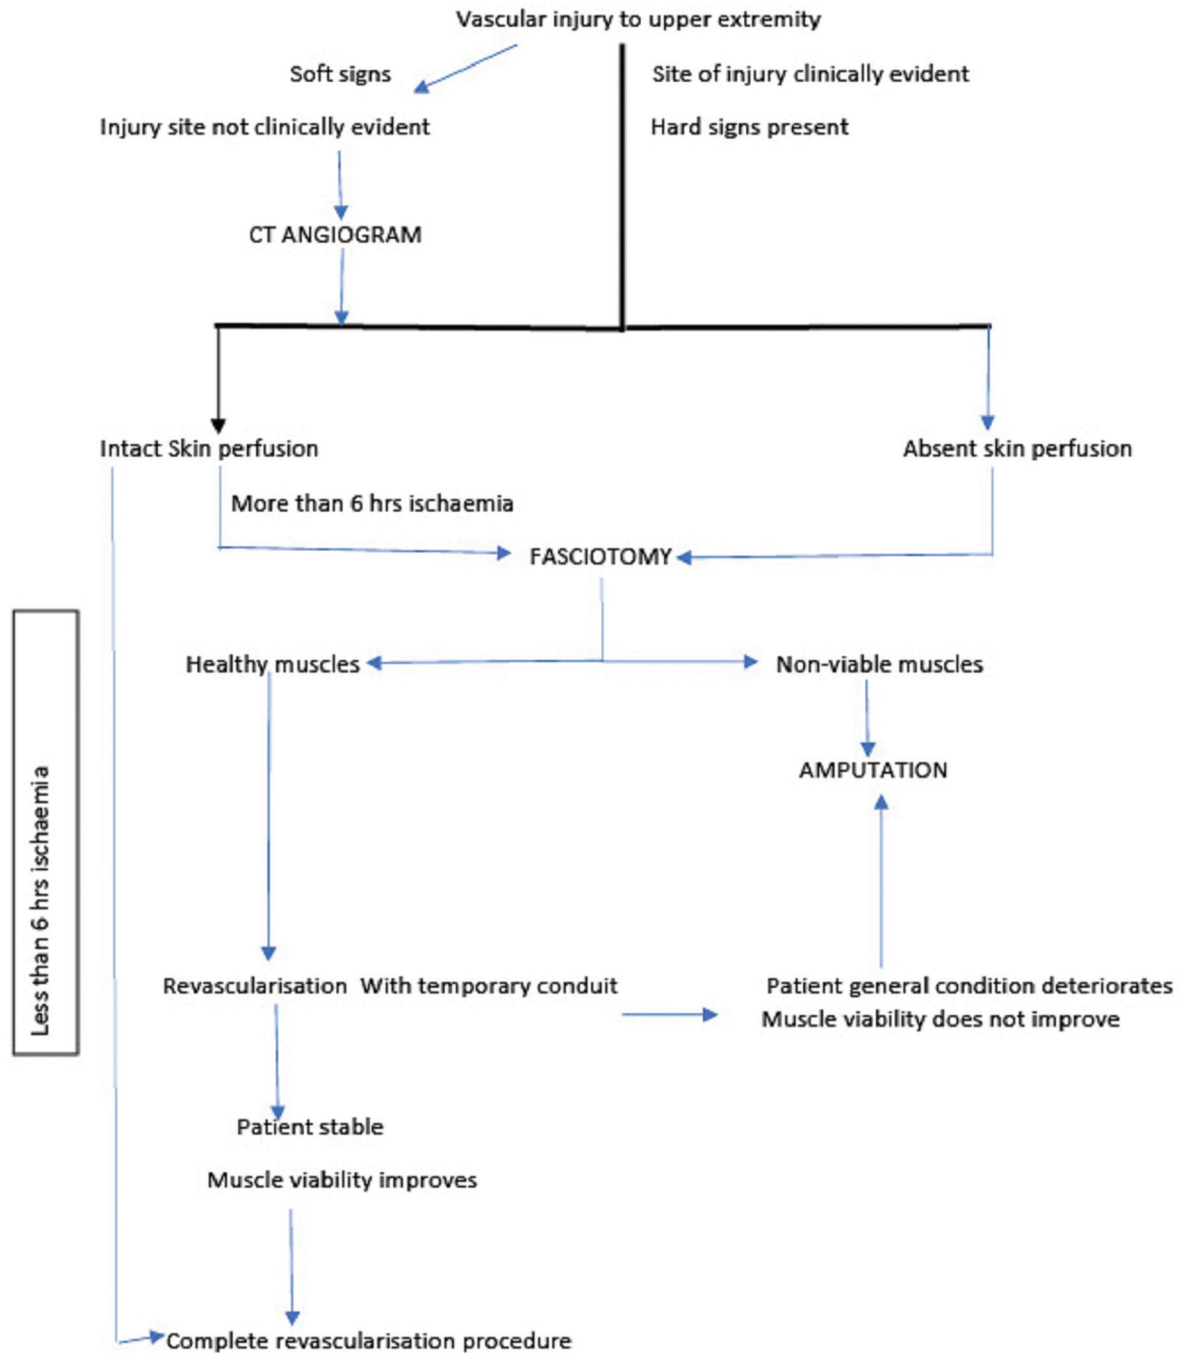 Vascular injury to upper extremity
Soft signs
Site of injury clinically evident
Injury site not clinically evident
Hard signs present
CT ANGIOGRAM
Intact Skin perfusion
Absent skin perfusion
More than 6 hrs ischaemia
FASCIOTOMY
Healthy muscles
Non-viable muscles
AMPUTATION
Less than 6 hrs ischaemia
Revascularisation With temporary conduit
Patient general condition deteriorates
Muscle viability does not improve
Patient stable
Muscle viability improves
Complete revascularisation procedure